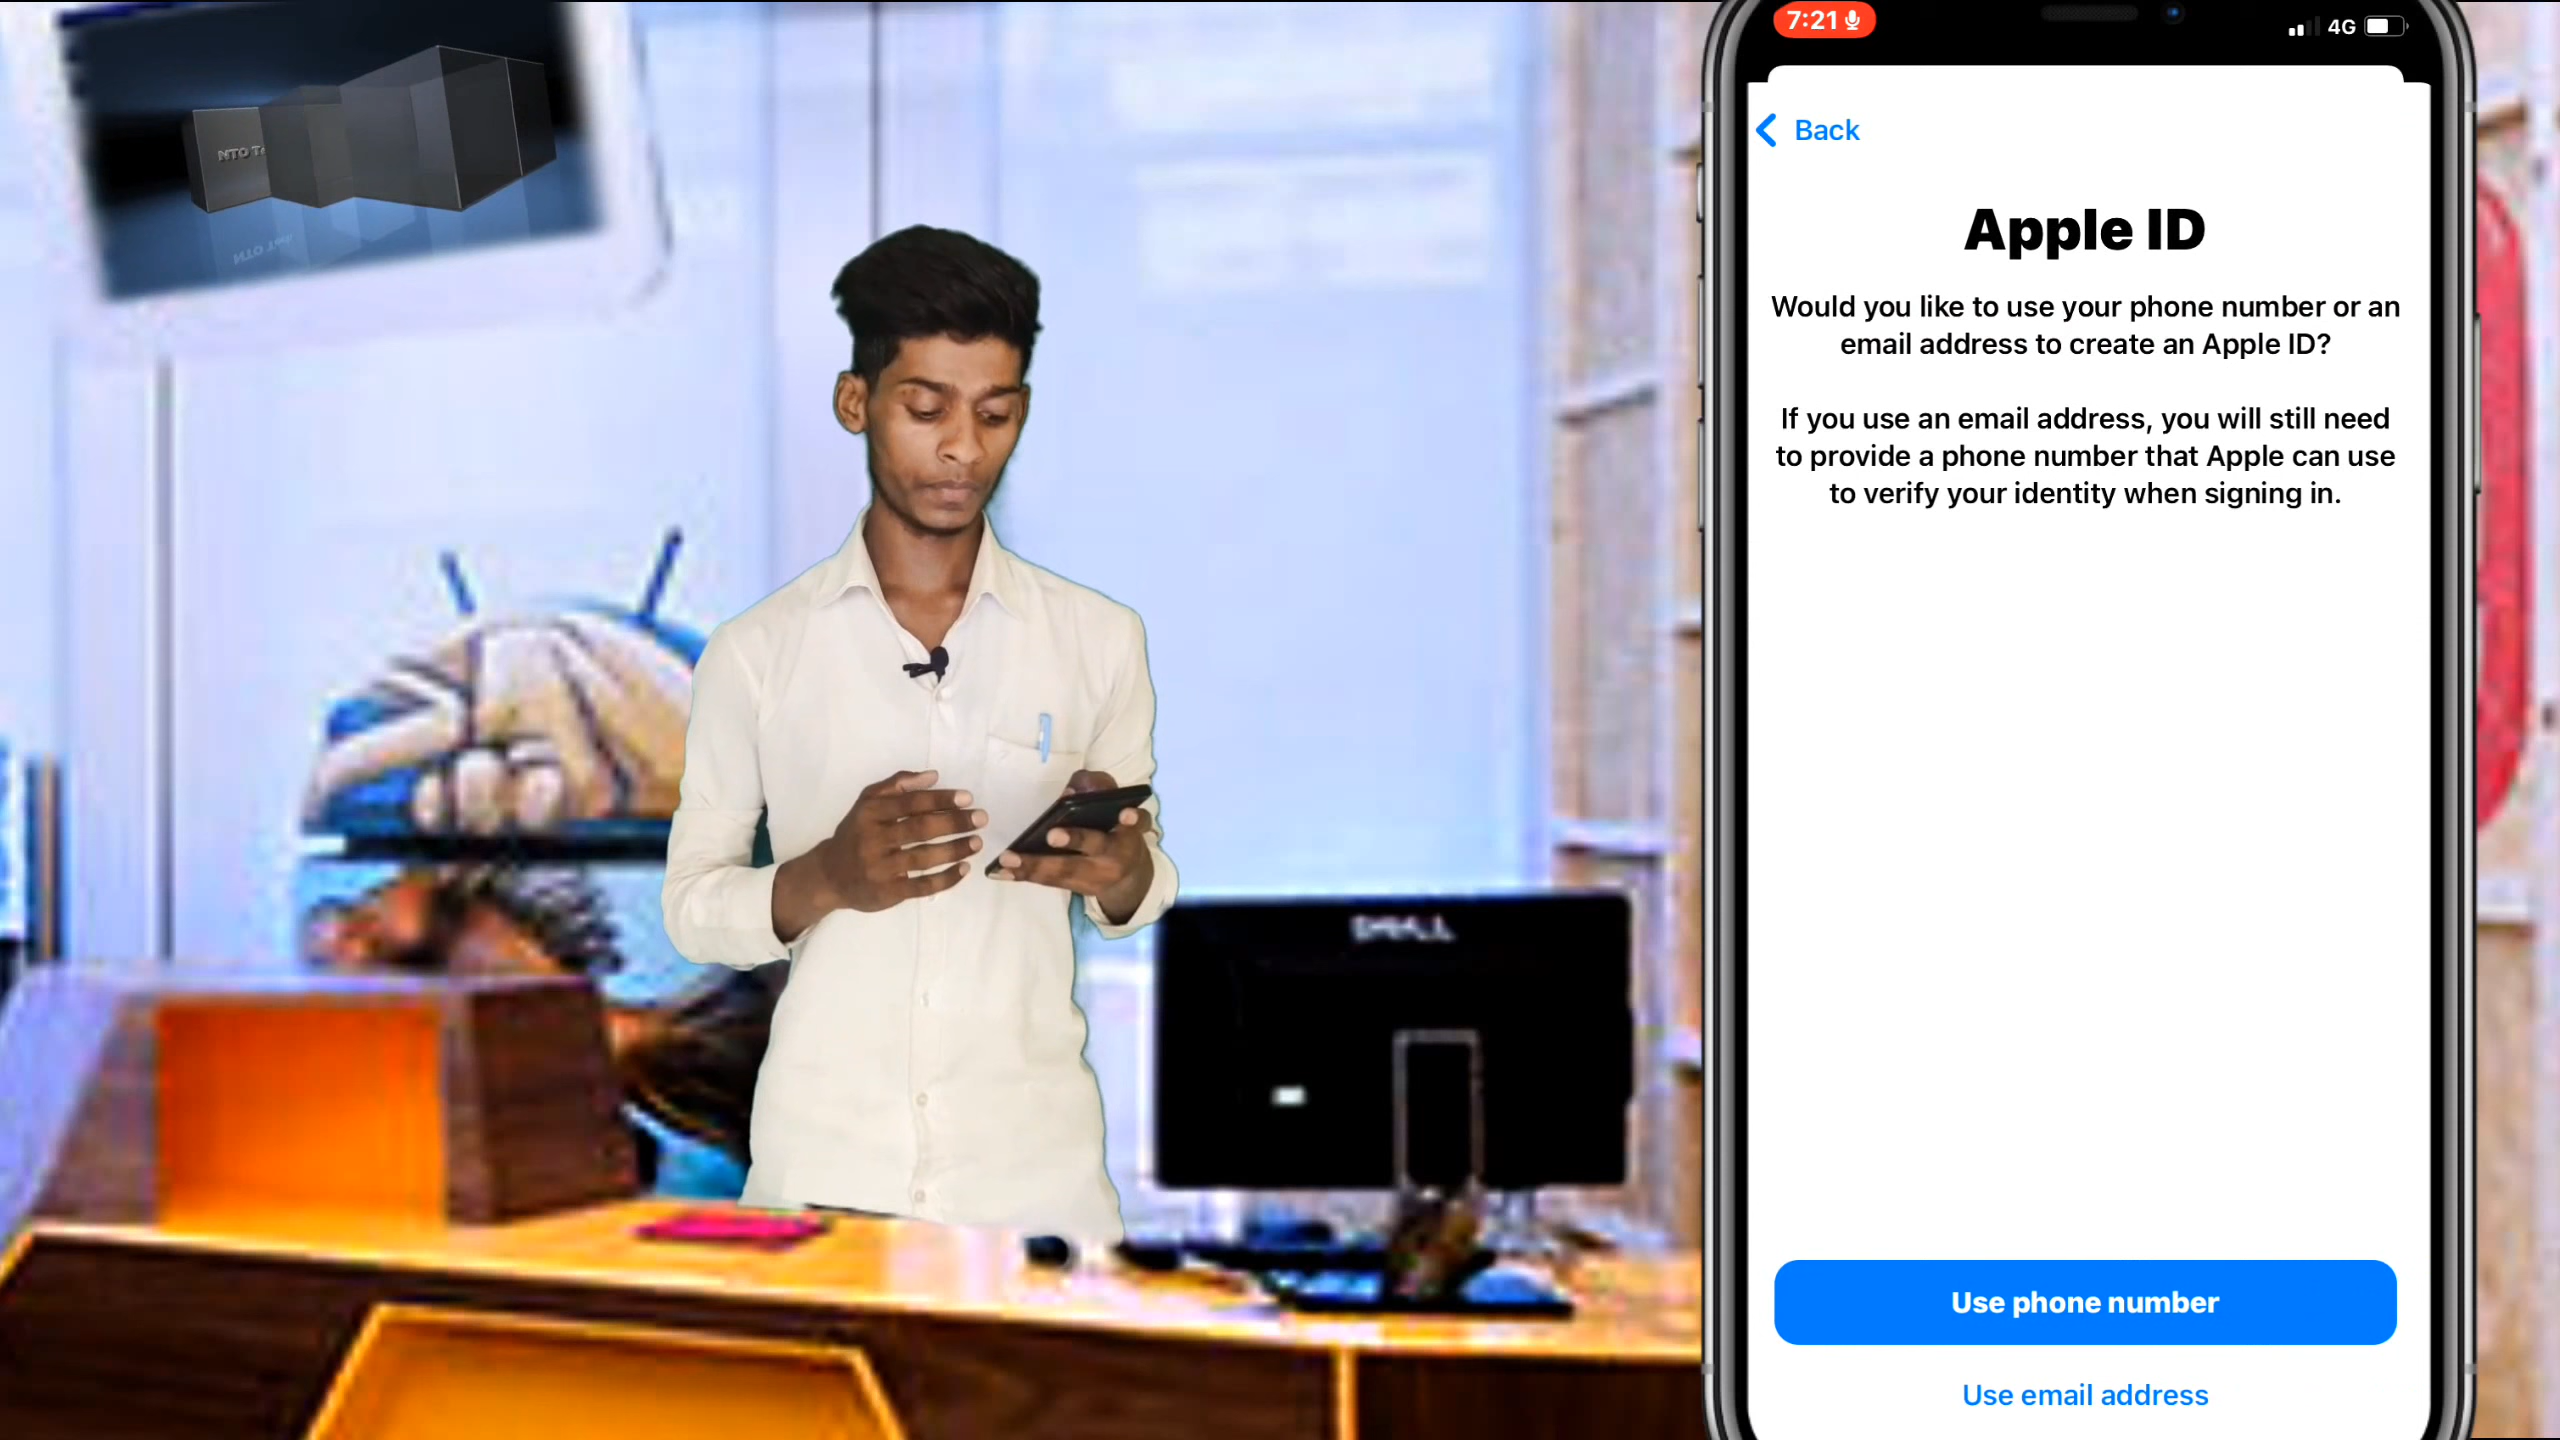 NTO Te
7:21
4G
Back
Apple ID
Would you like to use your phone number or an
email address to create an Apple ID?
If you use an email address, you will still need
to provide a phone number that Apple can use
to verify your identity when signing in.
Use phone number
Use email address
DELL